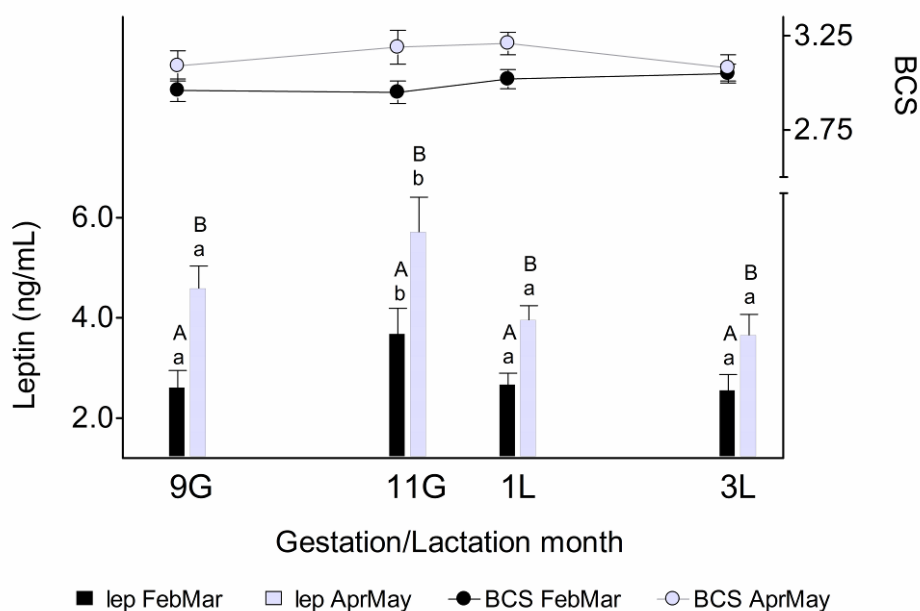 3.25
BCS
2.75
B
b
6.0
B
a
A
b
B
a
B
a
4.0
A
a
A
a
A
a
2.0
Leptin (ng/mL)
9G 11G 1L 3L
Gestation/Lactation month
lep FebMar lep AprMay BCS FebMar BCS AprMay